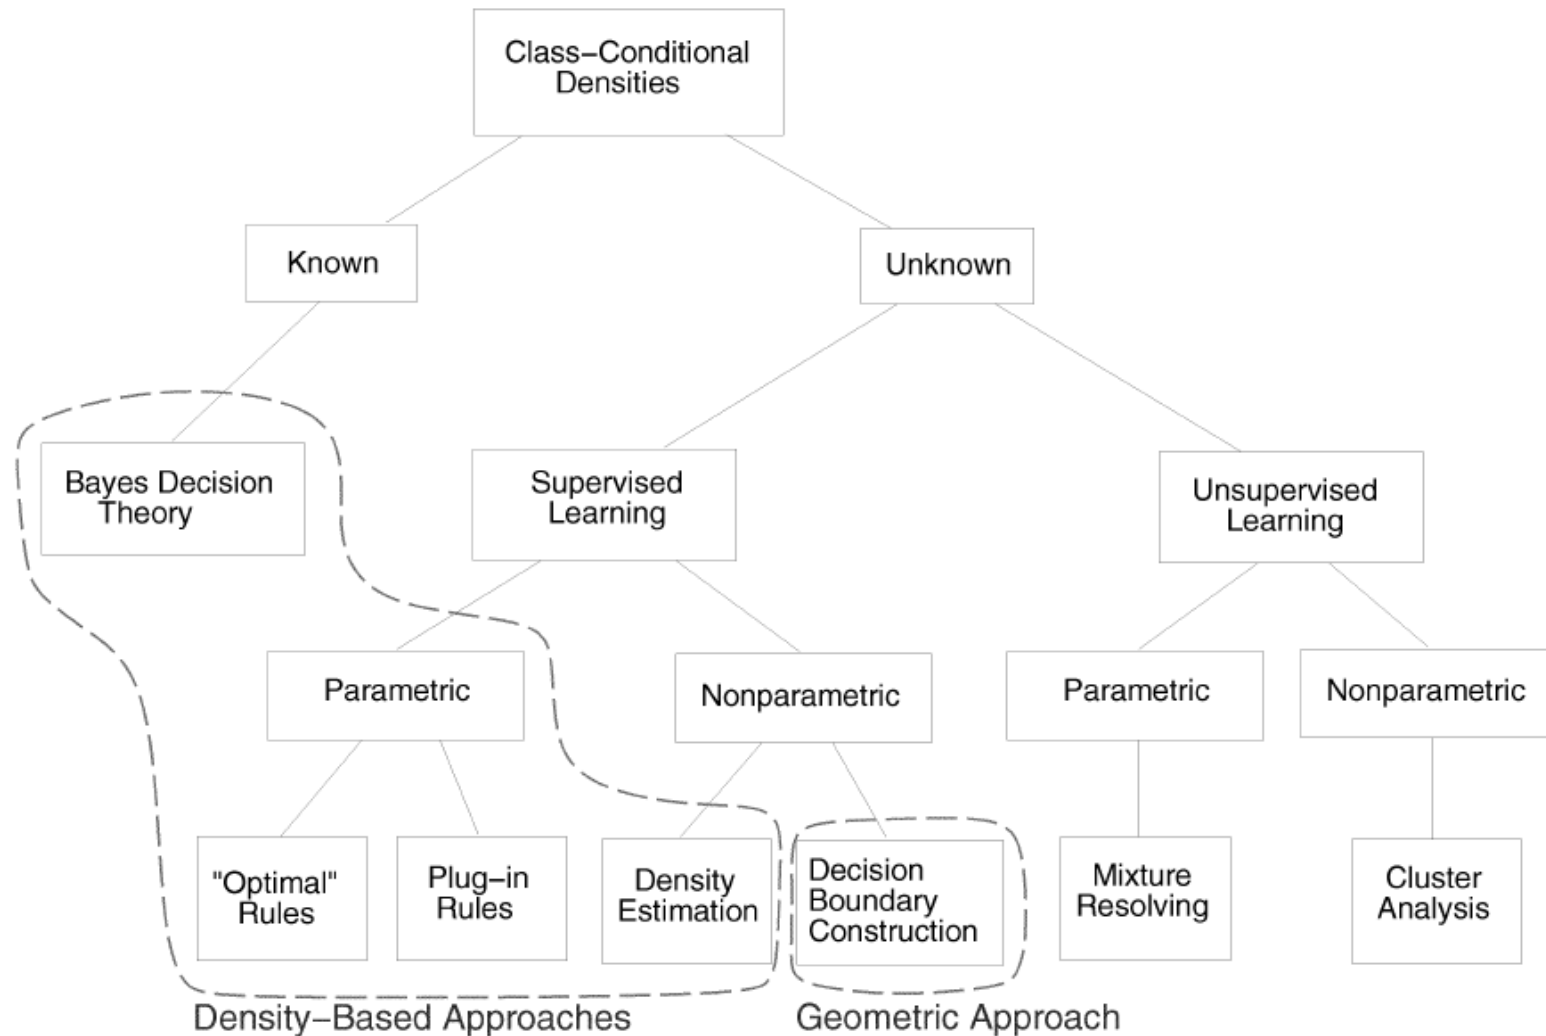 Class–Conditional
Densities
Known
Unknown
Bayes Decision
Theory
Supervised
Learning
Unsupervised
Learning
Parametric
Nonparametric
Parametric
Nonparametric
"Optimal"
Rules
Plug–in
Rules
Density
Estimation
Decision
Boundary
Construction
Mixture
Resolving
Cluster
Analysis
Density–Based Approaches
Geometric Approach